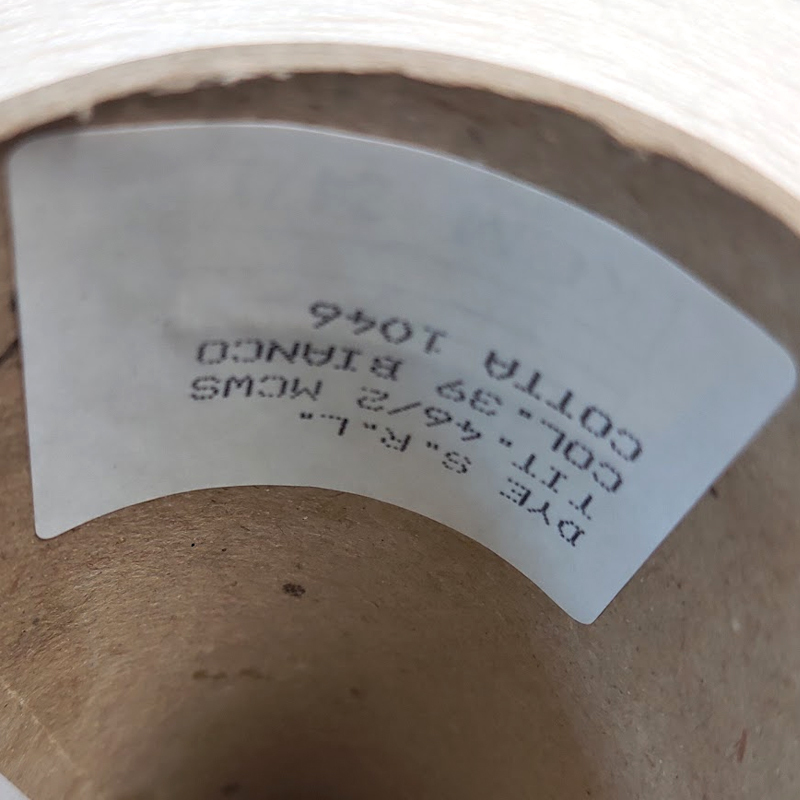 DYE S.R.L.
TIT.46/2 MCWS
COL.39 BIANCO
COTTA 1046